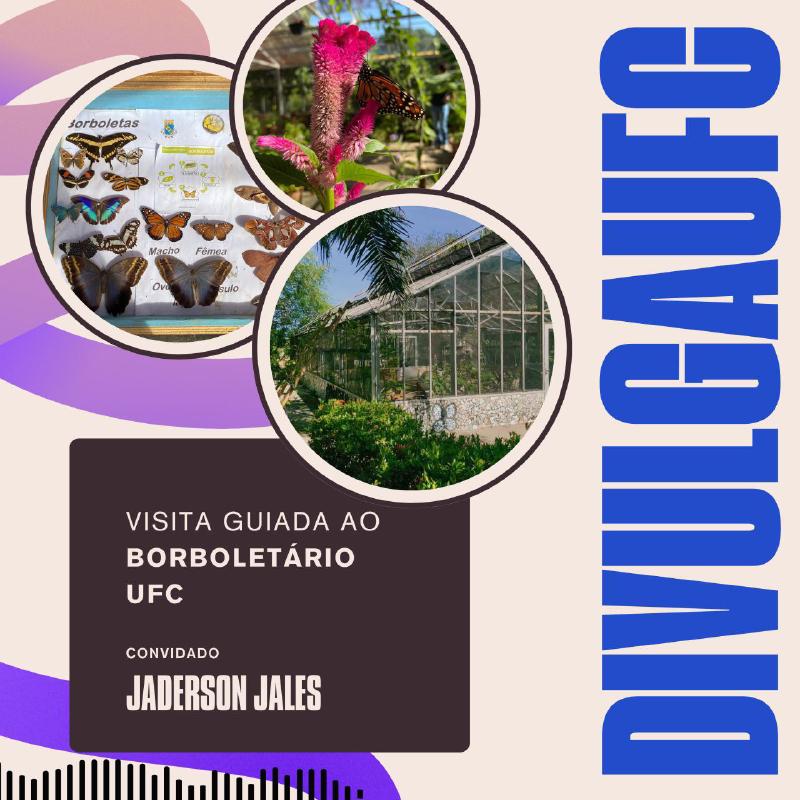 Borboletas
Macho Fêmea
VISITA GUIADA AO
BORBOLETÁRIO
UFC
CONVIDADO
JADERSON JALES
DIVULGAUFC